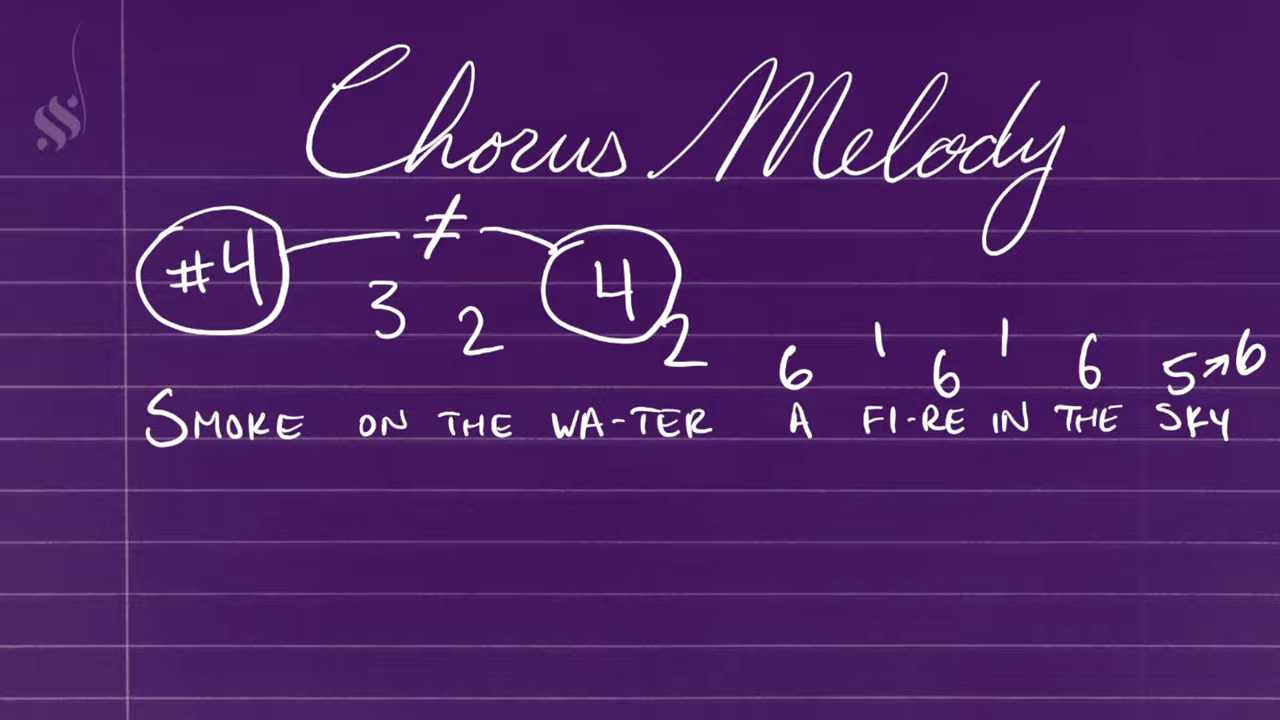 Chorus Melody
#4 ≠ 4
3 2 2 6 1 6 1 6 5↗6
SMOKE ON THE WA-TER A FI-RE IN THE SKY